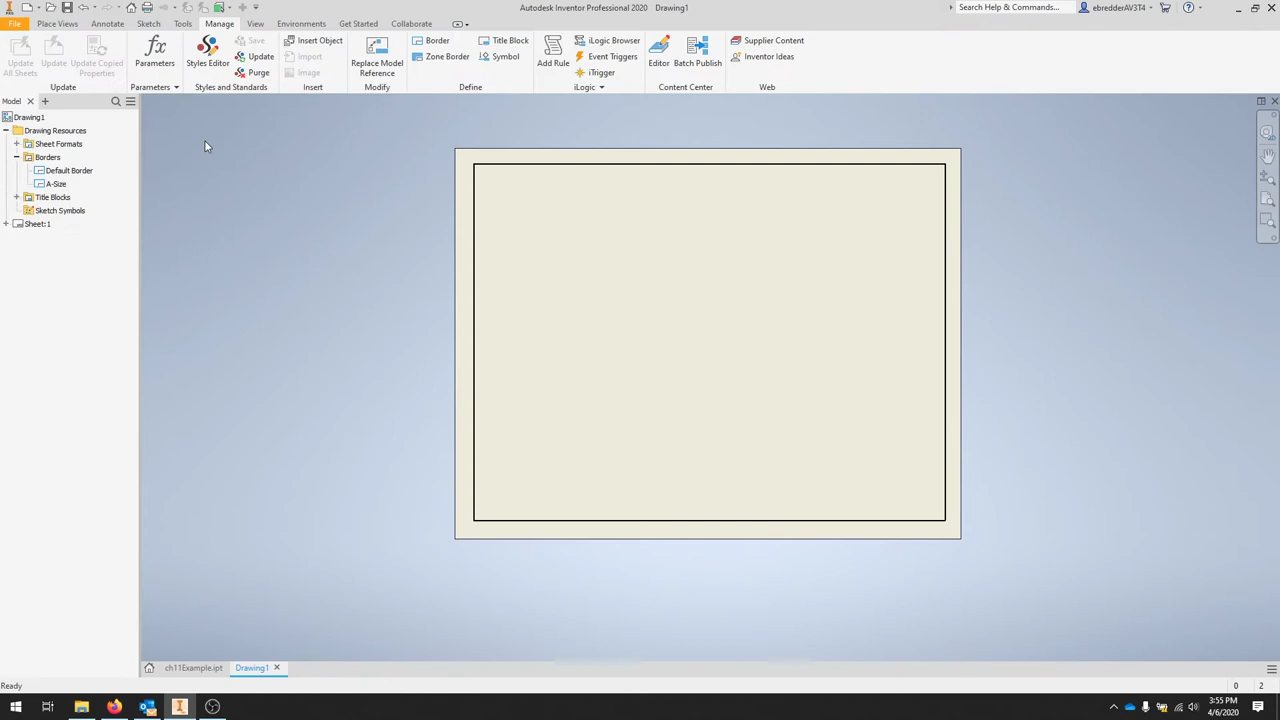 Autodesk Inventor Professional 2020 Drawing1
Search Help & Commands...
ebredderAV3T4
File Place Views Annotate Sketch Tools Manage View Environments Get Started Collaborate
Update All Sheets
Update
Update Copied Properties
Update
fx
Parameters
Parameters
Styles Editor
Save
Update
Purge
Styles and Standards
Insert Object
Import
Image
Insert
Replace Model Reference
Modify
Border
Zone Border
Title Block
Symbol
Define
Add Rule
iLogic Browser
Event Triggers
iTrigger
iLogic
Editor
Batch Publish
Content Center
Supplier Content
Inventor Ideas
Web
Model
Drawing1
Drawing Resources
Sheet Formats
Borders
Default Border
A-Size
Title Blocks
Sketch Symbols
Sheet:1
ch11Example.ipt
Drawing1
Ready
0 2
3:55 PM
4/6/2020